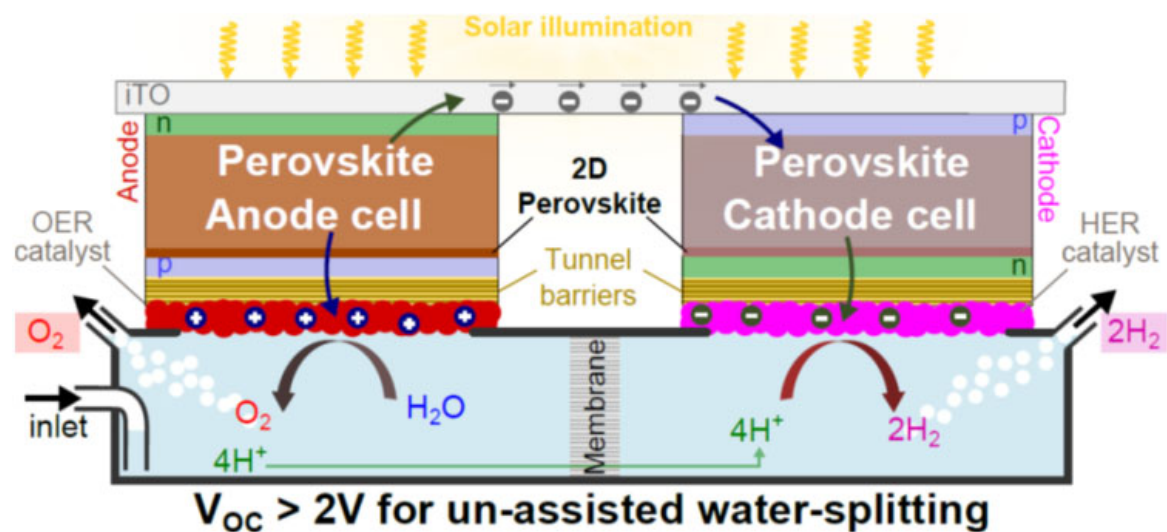 Solar illumination
iTO
n
p
Anode
Perovskite
Anode cell
2D
Perovskite
Perovskite
Cathode cell
Cathode
OER
catalyst
p
Tunnel
barriers
n
HER
catalyst
O₂
2H₂
inlet
O₂
H₂O
Membrane
4H⁺
2H₂
4H⁺
V_OC > 2V for un-assisted water-splitting